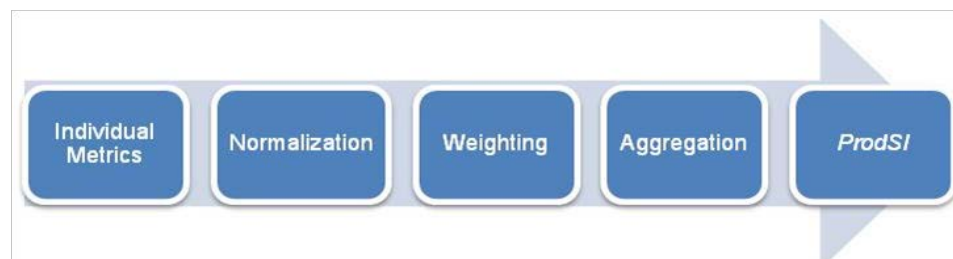 Individual
Metrics
Normalization
Weighting
Aggregation
ProdSI